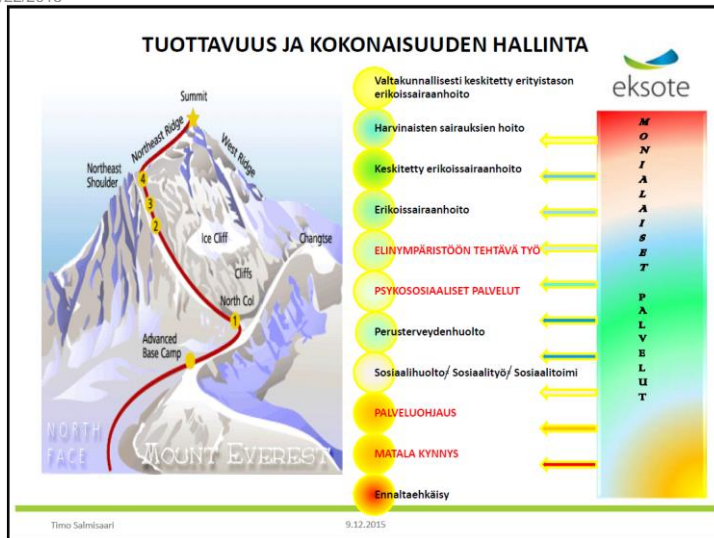 TUOTTAVUUS JA KOKONAISUUDEN HALLINTA
eksote
Summit
Northeast Ridge
West Ridge
Northeast
Shoulder
4
3
2
Ice Cliff
Changtse
Cliffs
North Col
1
Advanced
Base Camp
NORTH
FACE
MOUNT EVEREST
Valtakunnallisesti keskitetty erityistason
erikoissairaanhoito
Harvinaisten sairauksien hoito
Keskitetty erikoissairaanhoito
Erikoissairaanhoito
ELINYMPÄRISTÖÖN TEHTÄVÄ TYÖ
PSYKOSOSIAALISET PALVELUT
Perusterveydenhuolto
Sosiaalihuolto/ Sosiaalityö/ Sosiaalitoimi
PALVELUOHJAUS
MATALA KYNNYS
Ennaltaehkäisy
MONIALAISET PALVELUT
Timo Salmisaari
9.12.2015